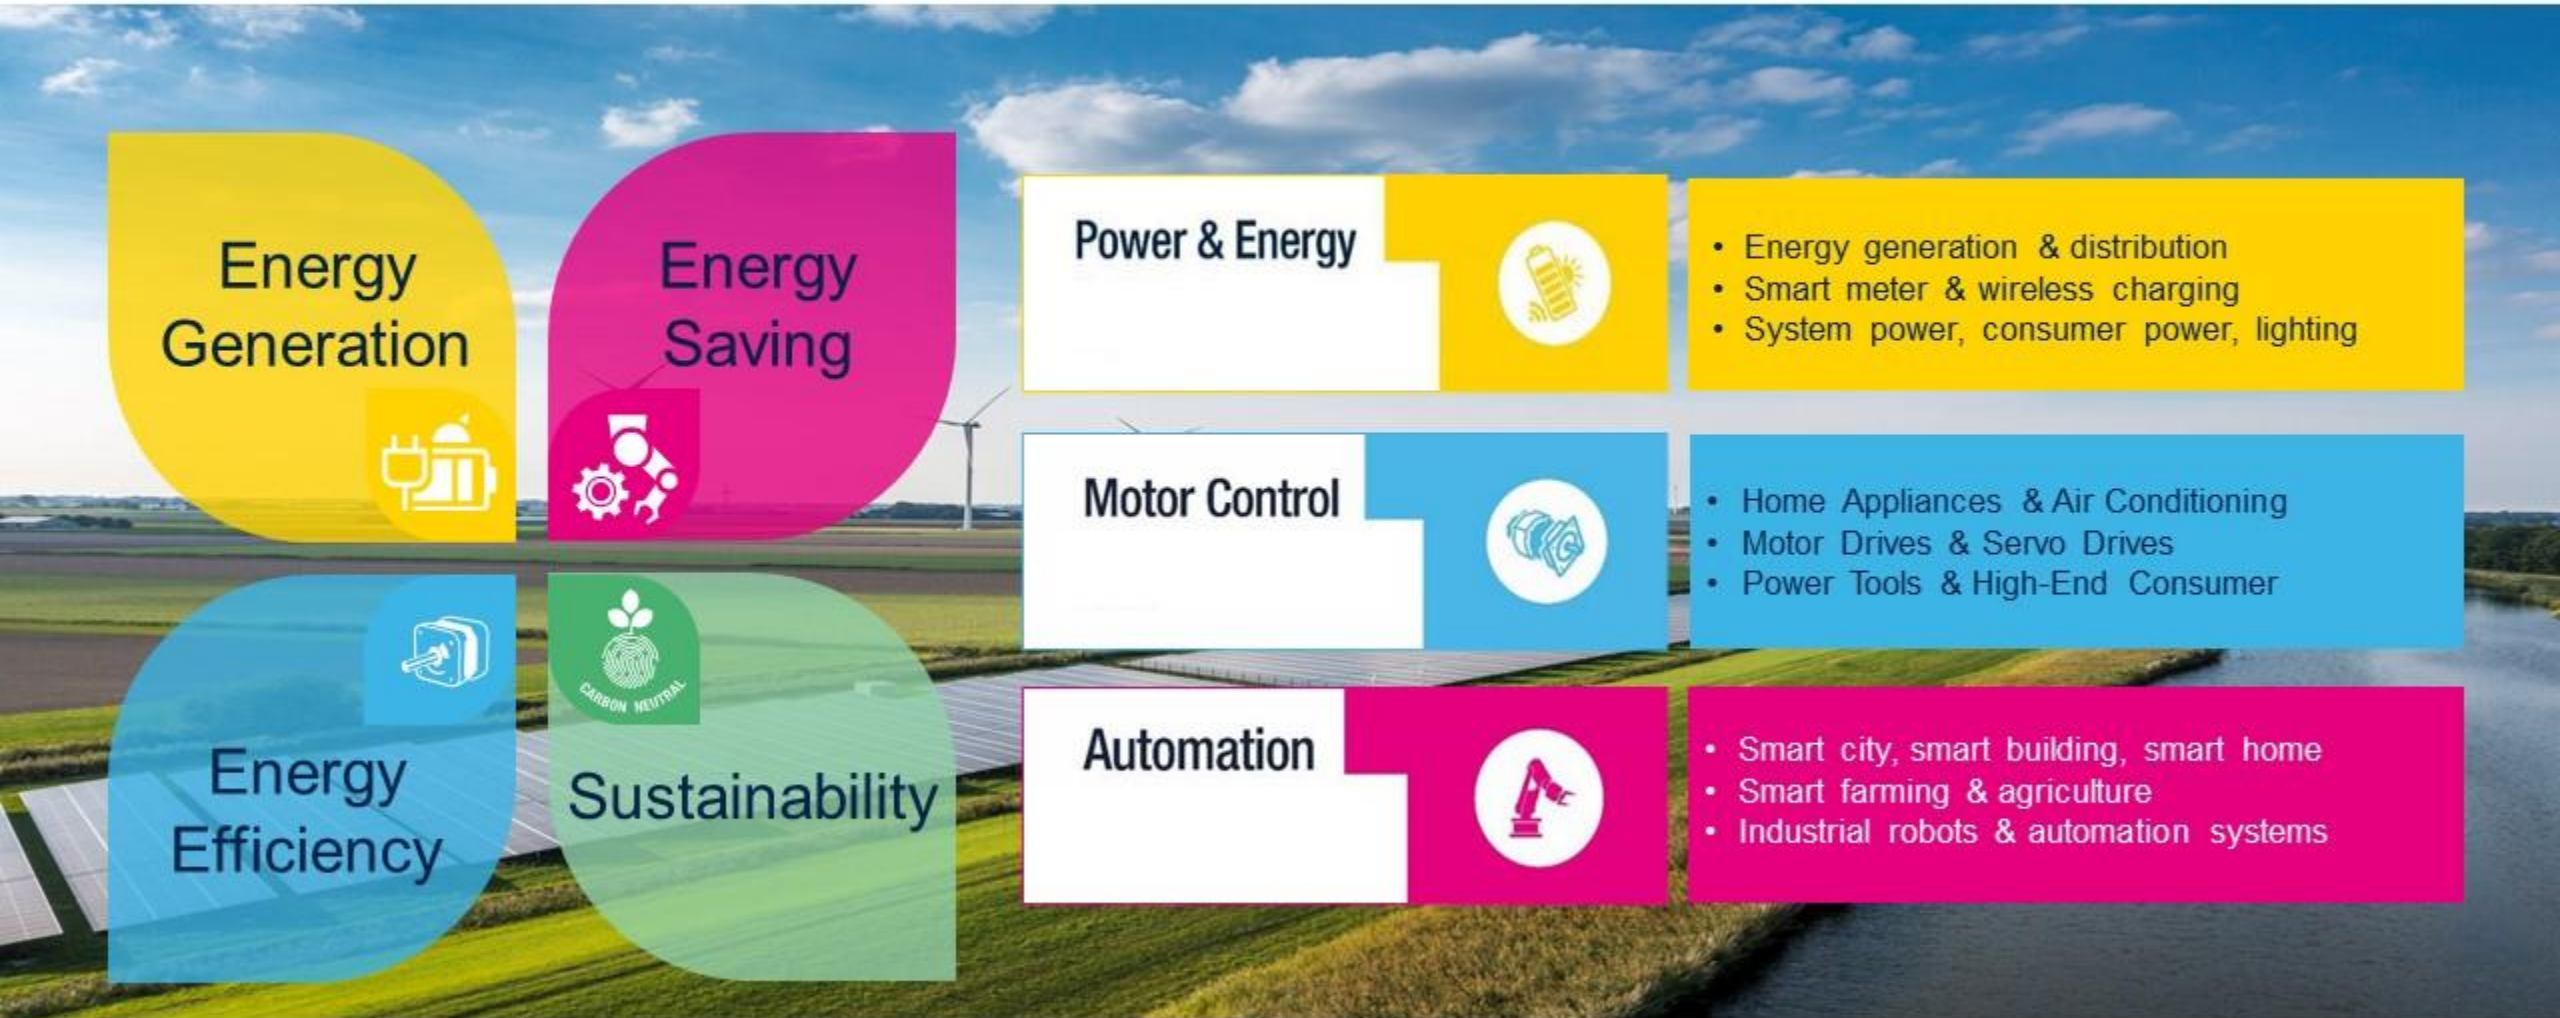 Energy
Generation
Energy
Saving
Energy
Efficiency
CARBON NEUTRAL
Sustainability
Power & Energy
• Energy generation & distribution
• Smart meter & wireless charging
• System power, consumer power, lighting
Motor Control
• Home Appliances & Air Conditioning
• Motor Drives & Servo Drives
• Power Tools & High-End Consumer
Automation
• Smart city, smart building, smart home
• Smart farming & agriculture
• Industrial robots & automation systems